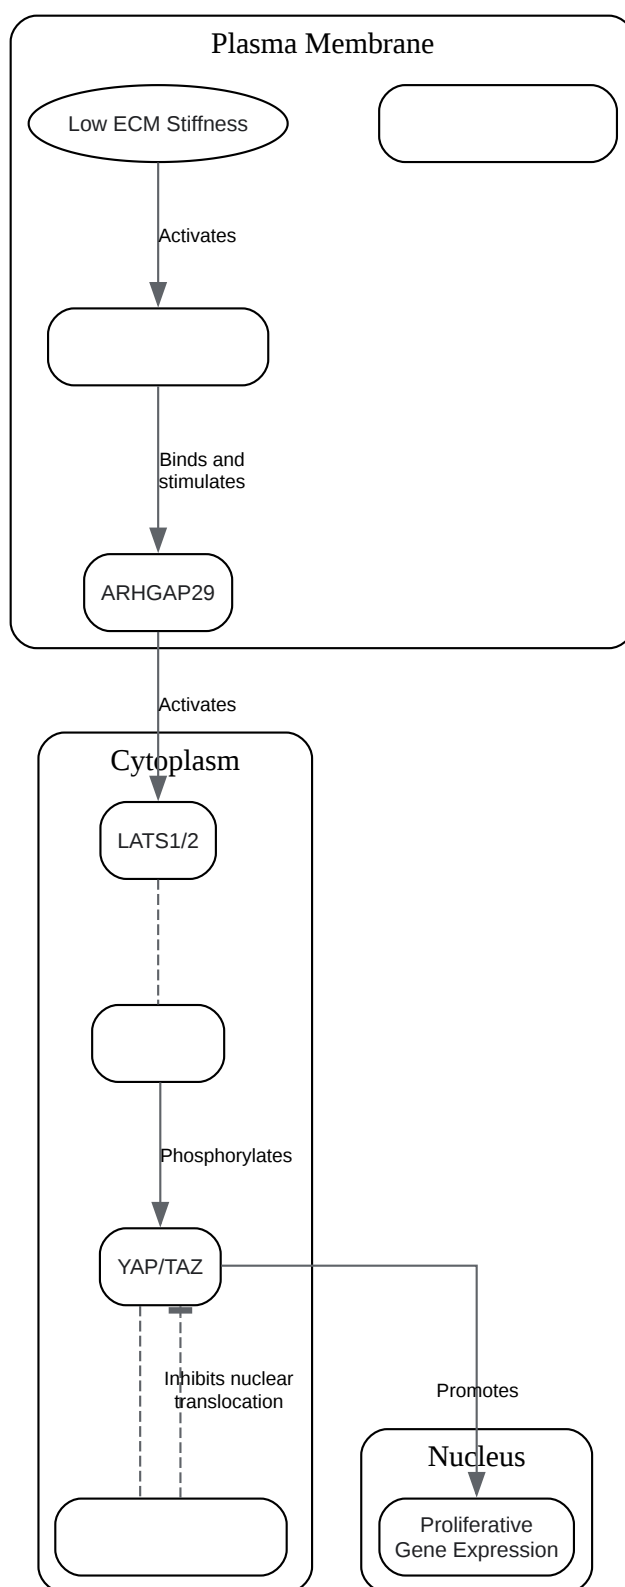 Plasma Membrane
Low ECM Stiffness
Activates
Binds and
stimulates
ARHGAP29
Activates
Cytoplasm
LATS1/2
Phosphorylates
YAP/TAZ
Inhibits nuclear
translocation
Promotes
Nucleus
Proliferative
Gene Expression